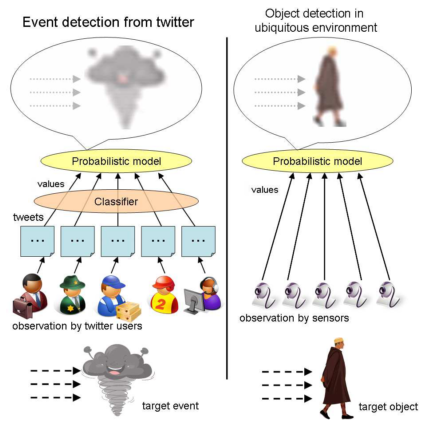 Event detection from twitter
Probabilistic model
values
Classifier
tweets
...
...
...
...
...
2
observation by twitter users
target event
Object detection in
ubiquitous environment
Probabilistic model
values
observation by sensors
target object